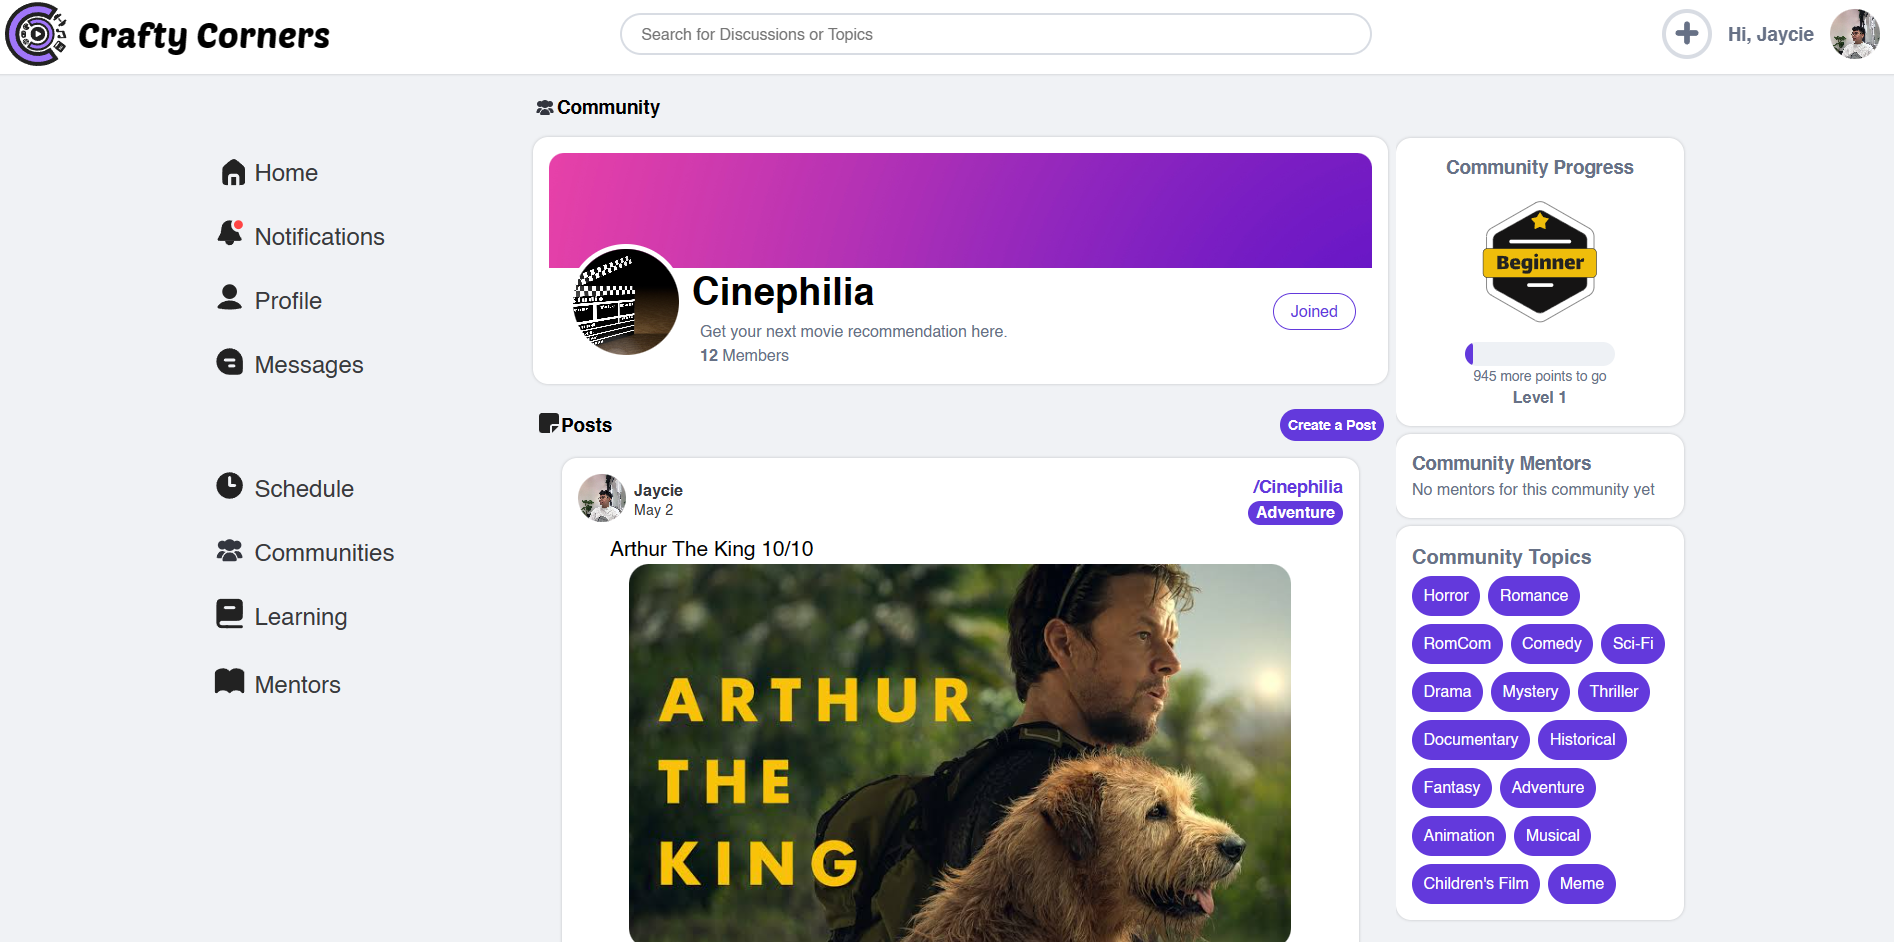 Crafty Corners
Search for Discussions or Topics
Hi, Jaycie
Home
Notifications
Profile
Messages
Schedule
Communities
Learning
Mentors
Community
Cinephilia
Get your next movie recommendation here.
12 Members
Joined
Posts
Create a Post
Jaycie
May 2
/Cinephilia
Adventure
Arthur The King 10/10
ARTHUR
THE
KING
Community Progress
Beginner
945 more points to go
Level 1
Community Mentors
No mentors for this community yet
Community Topics
Horror Romance
RomCom Comedy Sci-Fi
Drama Mystery Thriller
Documentary Historical
Fantasy Adventure
Animation Musical
Children's Film Meme